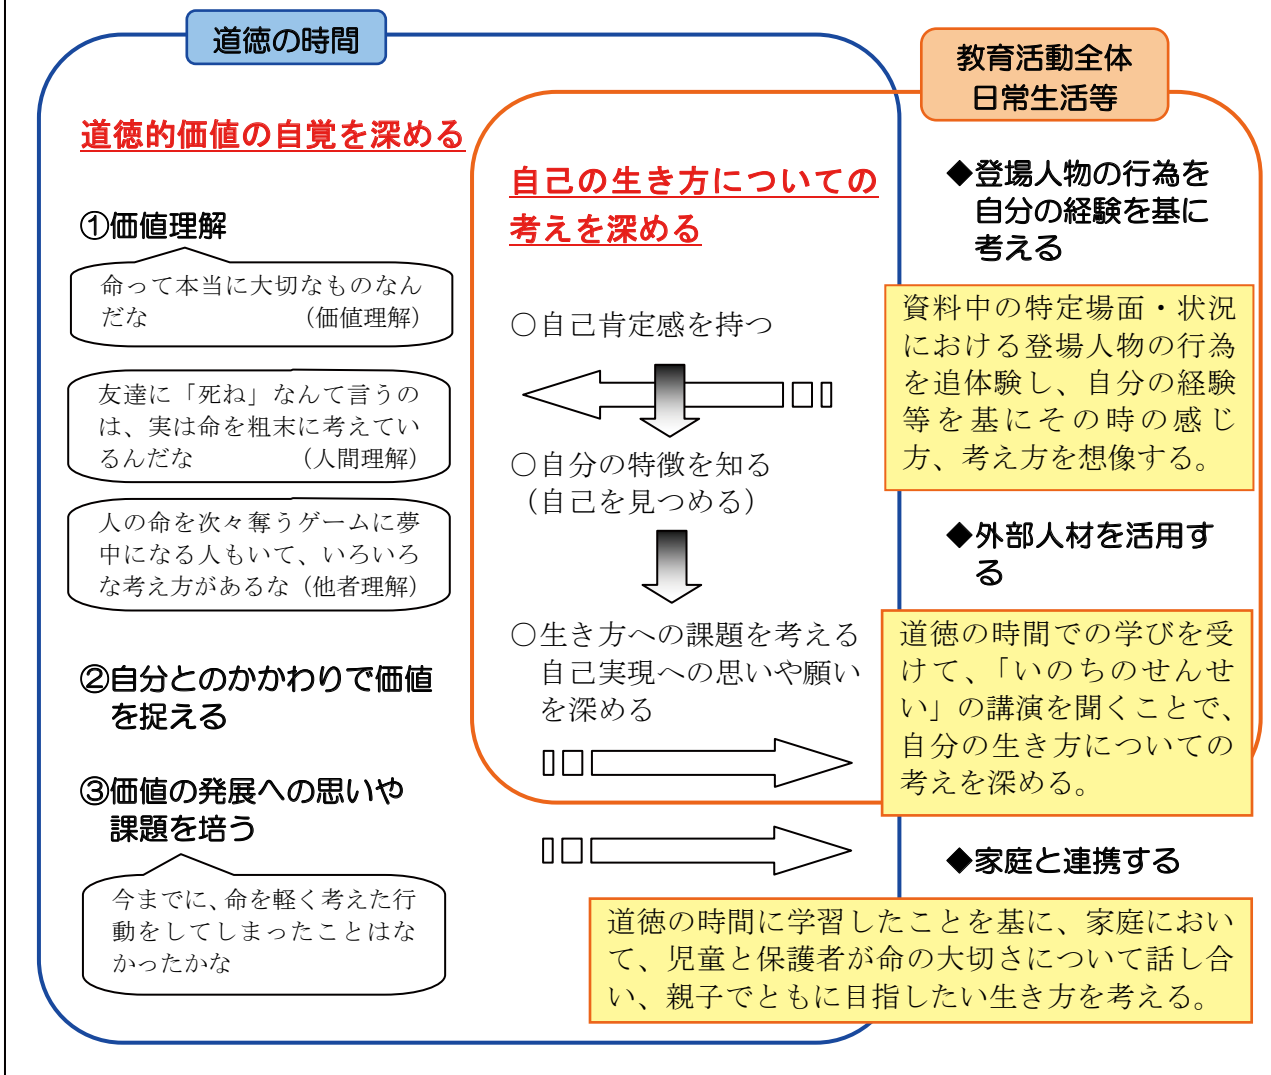 道徳の時間
道徳的価値の自覚を深める
①価値理解
命って本当に大切なものなん
だな　　　　　　　（価値理解）
友達に「死ね」なんて言うの
は、実は命を粗末に考えてい
るんだな　　　　　（人間理解）
人の命を次々奪うゲームに夢
中になる人もいて、いろいろ
な考え方があるな（他者理解）
②自分とのかかわりで価値
を捉える
③価値の発展への思いや
課題を培う
今までに、命を軽く考えた行
動をしてしまったことはな
かったかな
自己の生き方についての
考えを深める
○自己肯定感を持つ
○自分の特徴を知る
（自己を見つめる）
○生き方への課題を考える
自己実現への思いや願い
を深める
教育活動全体
日常生活等
◆登場人物の行為を
自分の経験を基に
考える
資料中の特定場面・状況
における登場人物の行為
を追体験し、自分の経験
等を基にその時の感じ
方、考え方を想像する。
◆外部人材を活用す
る
道徳の時間での学びを受
けて、「いのちのせんせ
い」の講演を聞くことで、
自分の生き方についての
考えを深める。
◆家庭と連携する
道徳の時間に学習したことを基に、家庭におい
て、児童と保護者が命の大切さについて話し合
い、親子でともに目指したい生き方を考える。